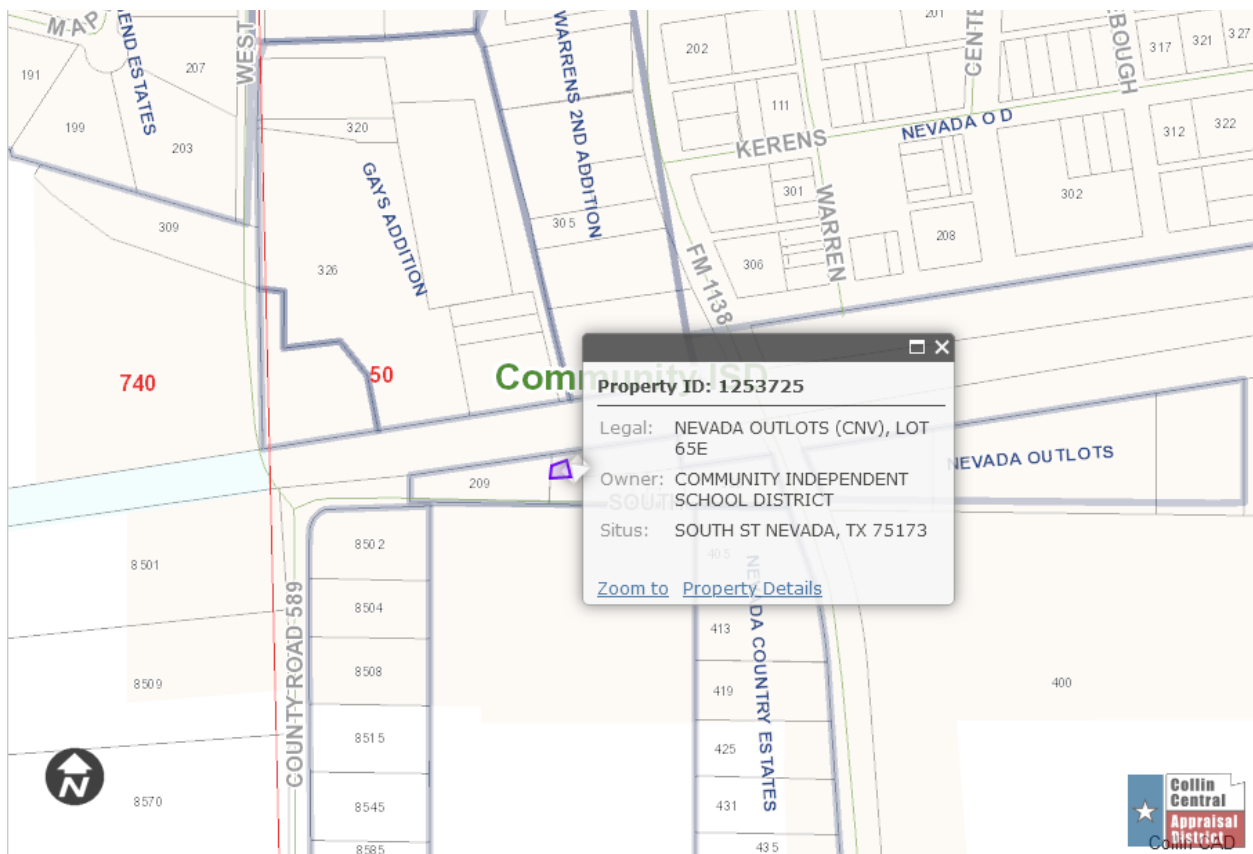 MAP
END ESTATES
WEST
WARRENS 2ND ADDITION
CENTE
EBOUGH
201
202
207
191
199
203
317
321
327
111
320
KERENS
NEVADA O D
312
322
GAYS ADDITION
301
WARREN
302
305
309
208
326
FM 1138
306
740
50
Community ISD
Property ID: 1253725
Legal: NEVADA OUTLOTS (CNV), LOT
65E
Owner: COMMUNITY INDEPENDENT
SCHOOL DISTRICT
Situs: SOUTH ST NEVADA, TX 75173
Zoom to Property Details
NEVADA OUTLOTS
209
SOUTH
8502
8501
405
NEVADA COUNTRY ESTATES
COUNTY ROAD 589
8504
413
8508
8509
419
400
8515
425
N
8570
8545
431
8585
435
Collin
Central
Appraisal
District
Collin CAD